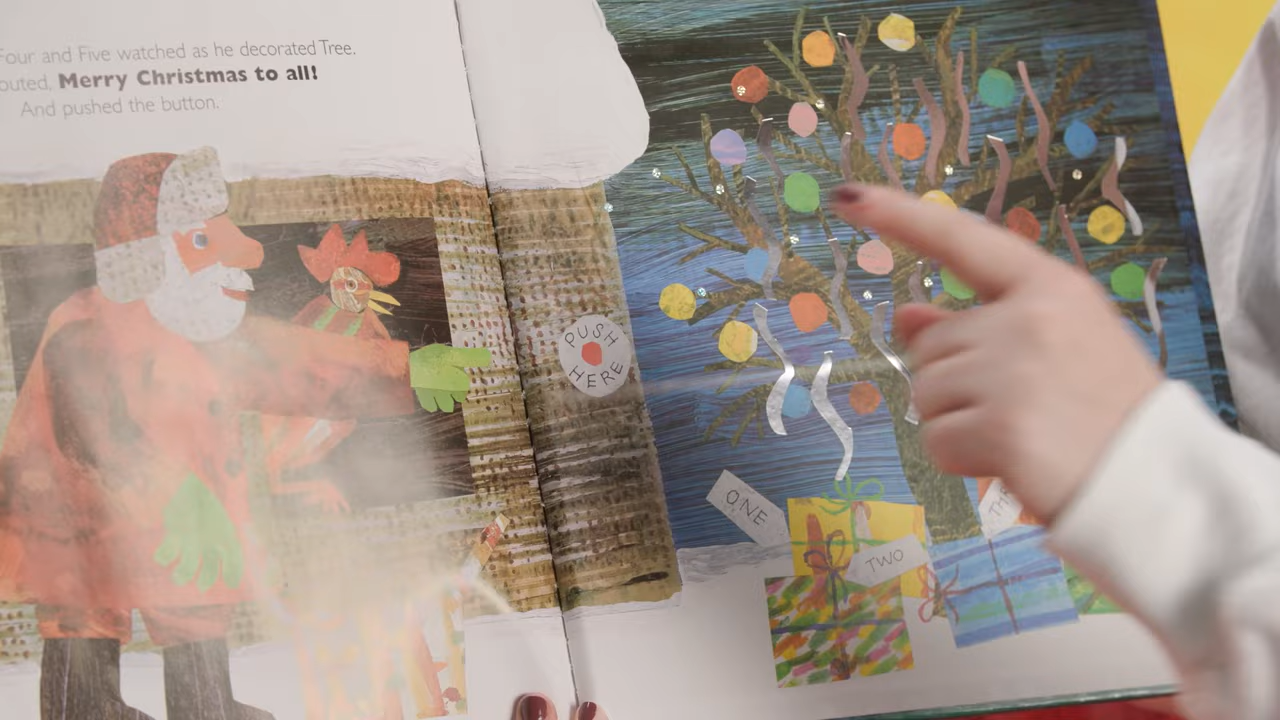 Four and Five watched as he decorated Tree.
outed, Merry Christmas to all!
And pushed the button.
PUSH
HERE
ONE
TWO
THR